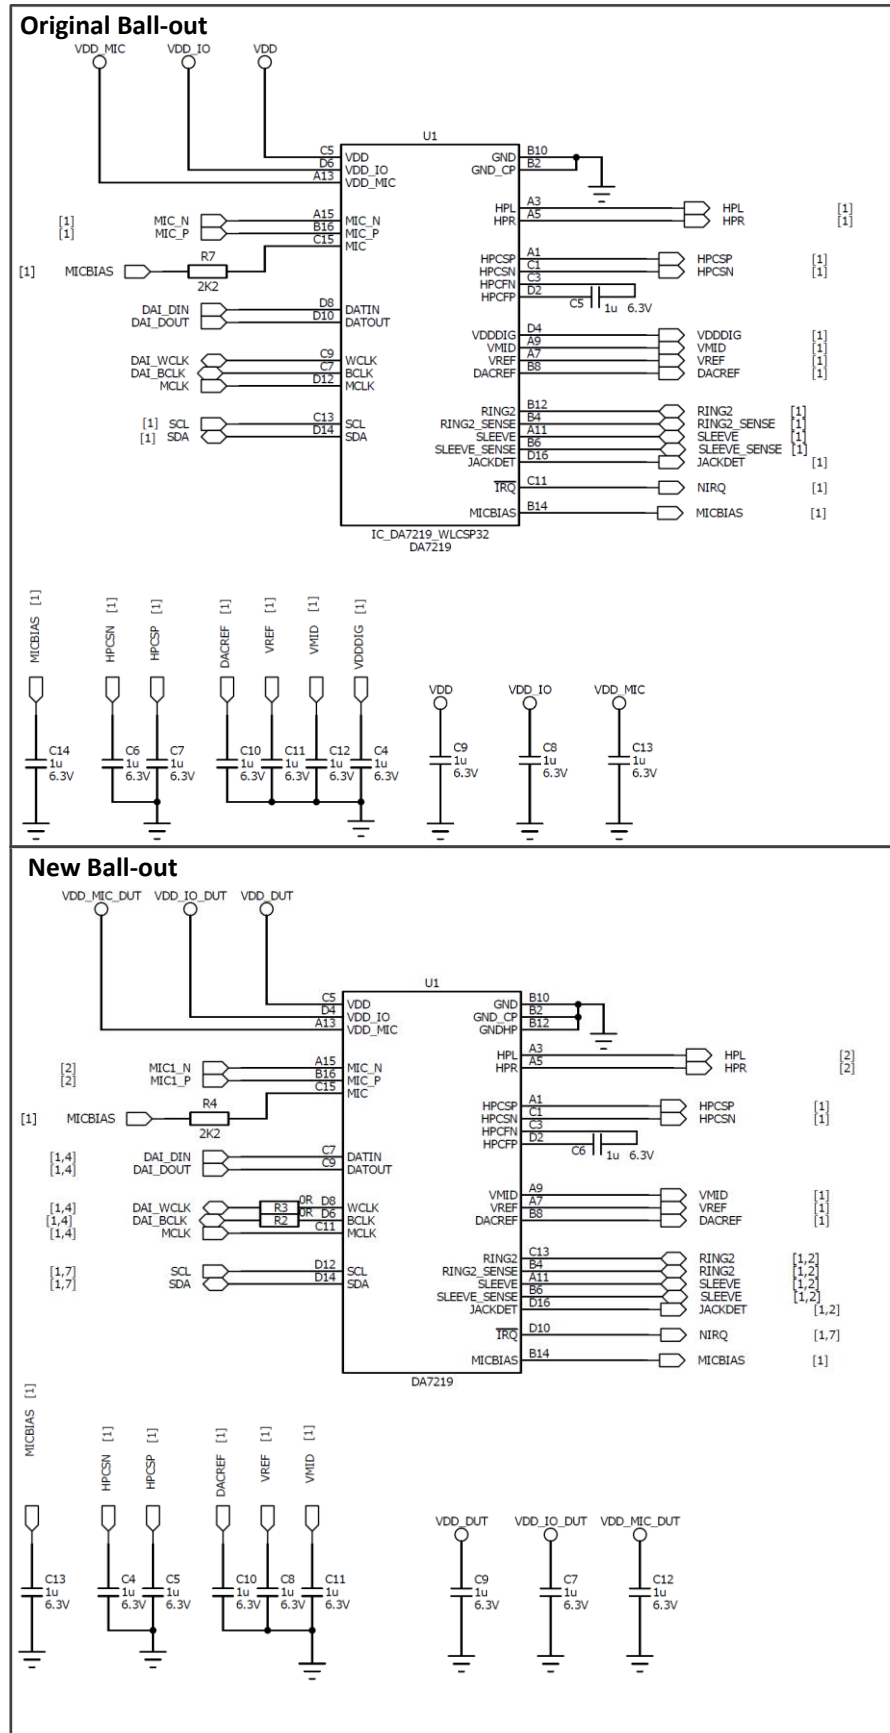 Original Ball-out
VDD_MIC VDD_IO VDD
U1
C5 VDD GND B10
D6 VDD_IO GND_CP B2
A13 VDD_MIC
HPL A3 HPL [1]
HPR A5 HPR [1]
[1] MIC_N A15 MIC_N
[1] MIC_P B16 MIC_P
C15 MIC
[1] MICBIAS R7 2K2
HPCSP A1 HPCSP [1]
HPCSN C1 HPCSN [1]
HPCFN C3
HPCFP D2 C5 1u 6.3V
DAI_DIN D8 DATIN
DAI_DOUT D10 DATOUT
VDDDIG D4 VDDDIG [1]
VMID A9 VMID [1]
VREF A7 VREF [1]
DACREF B8 DACREF [1]
DAI_WCLK C9 WCLK
DAI_BCLK C7 BCLK
MCLK D12 MCLK
RING2 B12 RING2 [1]
RING2_SENSE B4 RING2_SENSE [1]
SLEEVE A11 SLEEVE [1]
SLEEVE_SENSE B6 SLEEVE_SENSE [1]
JACKDET D16 JACKDET [1]
[1] SCL C13 SCL
[1] SDA D14 SDA
IRQ C11 NIRQ [1]
MICBIAS B14 MICBIAS [1]
IC_DA7219_WLCSP32
DA7219
MICBIAS [1] HPCSN [1] HPCSP [1] DACREF [1] VREF [1] VMID [1] VDDDIG [1]
VDD VDD_IO VDD_MIC
C14 C6 C7 C10 C11 C12 C4 C9 C8 C13
1u 1u 1u 1u 1u 1u 1u 1u 1u 1u
6.3V 6.3V 6.3V 6.3V 6.3V 6.3V 6.3V 6.3V 6.3V 6.3V
New Ball-out
VDD_MIC_DUT VDD_IO_DUT VDD_DUT
U1
C5 VDD GND B10
D4 VDD_IO GND_CP B2
A13 VDD_MIC GNDHP B12
HPL A3 HPL [2]
HPR A5 HPR [2]
[2] MIC1_N A15 MIC_N
[2] MIC1_P B16 MIC_P
C15 MIC
[1] MICBIAS R4 2K2
HPCSP A1 HPCSP [1]
HPCSN C1 HPCSN [1]
HPCFN C3
HPCFP D2 C6 1u 6.3V
[1,4] DAI_DIN C7 DATIN
[1,4] DAI_DOUT C9 DATOUT
VMID A9 VMID [1]
VREF A7 VREF [1]
DACREF B8 DACREF [1]
[1,4] DAI_WCLK R3 0R D8 WCLK
[1,4] DAI_BCLK R2 0R D6 BCLK
[1,4] MCLK C11 MCLK
RING2 C13 RING2 [1,2]
RING2_SENSE B4 RING2 [1,2]
SLEEVE A11 SLEEVE [1,2]
SLEEVE_SENSE B6 SLEEVE [1,2]
JACKDET D16 JACKDET [1,2]
[1,7] SCL D12 SCL
[1,7] SDA D14 SDA
IRQ D10 NIRQ [1,7]
MICBIAS B14 MICBIAS [1]
DA7219
MICBIAS [1] HPCSN [1] HPCSP [1] DACREF [1] VREF [1] VMID [1]
VDD_DUT VDD_IO_DUT VDD_MIC_DUT
C13 C4 C5 C10 C8 C11 C9 C7 C12
1u 1u 1u 1u 1u 1u 1u 1u 1u
6.3V 6.3V 6.3V 6.3V 6.3V 6.3V 6.3V 6.3V 6.3V